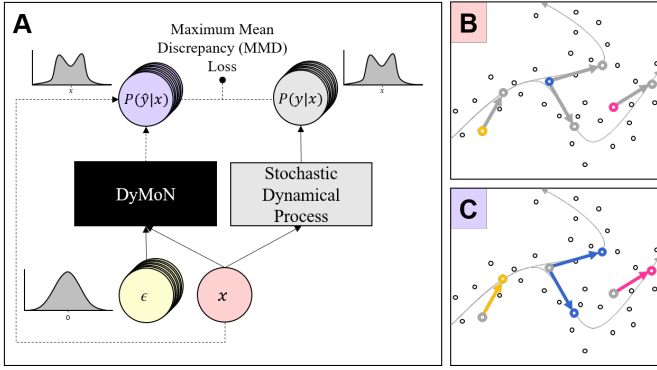 A
Maximum Mean
Discrepancy (MMD)
Loss
x
P(ŷ|x)
P(y|x)
x
DyMoN
Stochastic
Dynamical
Process
0
ϵ
x
B
C